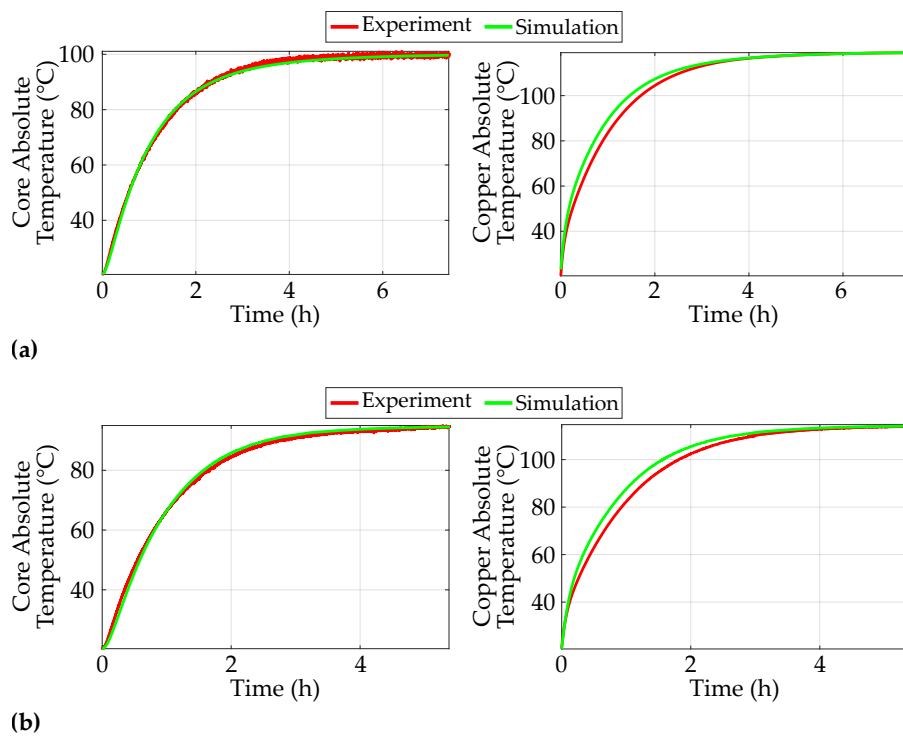 Experiment Simulation
Core Absolute
Temperature (°C)
100
80
60
40
0 2 4 6
Time (h)
Copper Absolute
Temperature (°C)
100
80
60
40
0 2 4 6
Time (h)
(a)
Experiment Simulation
Core Absolute
Temperature (°C)
80
60
40
0 2 4
Time (h)
Copper Absolute
Temperature (°C)
100
80
60
40
0 2 4
Time (h)
(b)